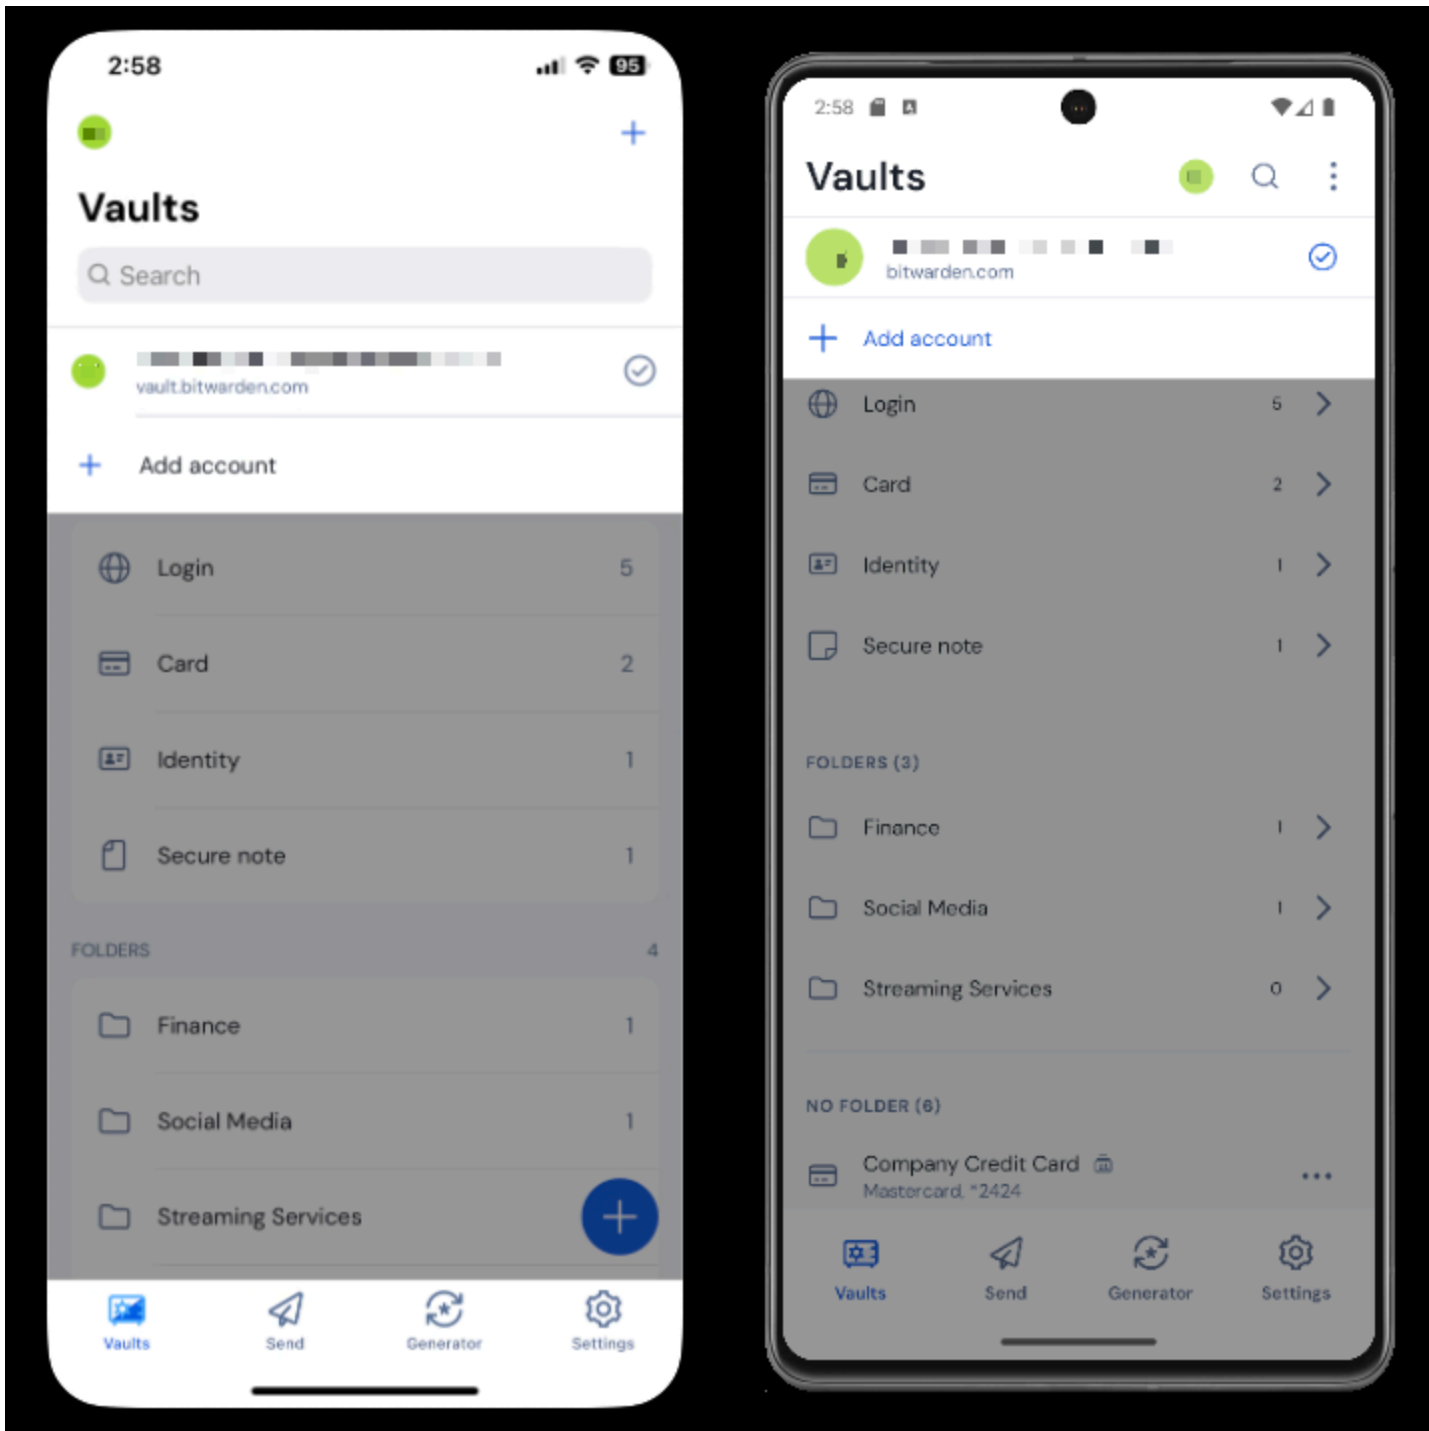 2:58
95
Vaults
Search
vault.bitwarden.com
Add account
Login 5
Card 2
Identity 1
Secure note 1
FOLDERS 4
Finance 1
Social Media 1
Streaming Services
Vaults Send Generator Settings
2:58
Vaults
bitwarden.com
Add account
Login 5
Card 2
Identity 1
Secure note 1
FOLDERS (3)
Finance 1
Social Media 1
Streaming Services 0
NO FOLDER (6)
Company Credit Card
Mastercard, *2424
Vaults Send Generator Settings